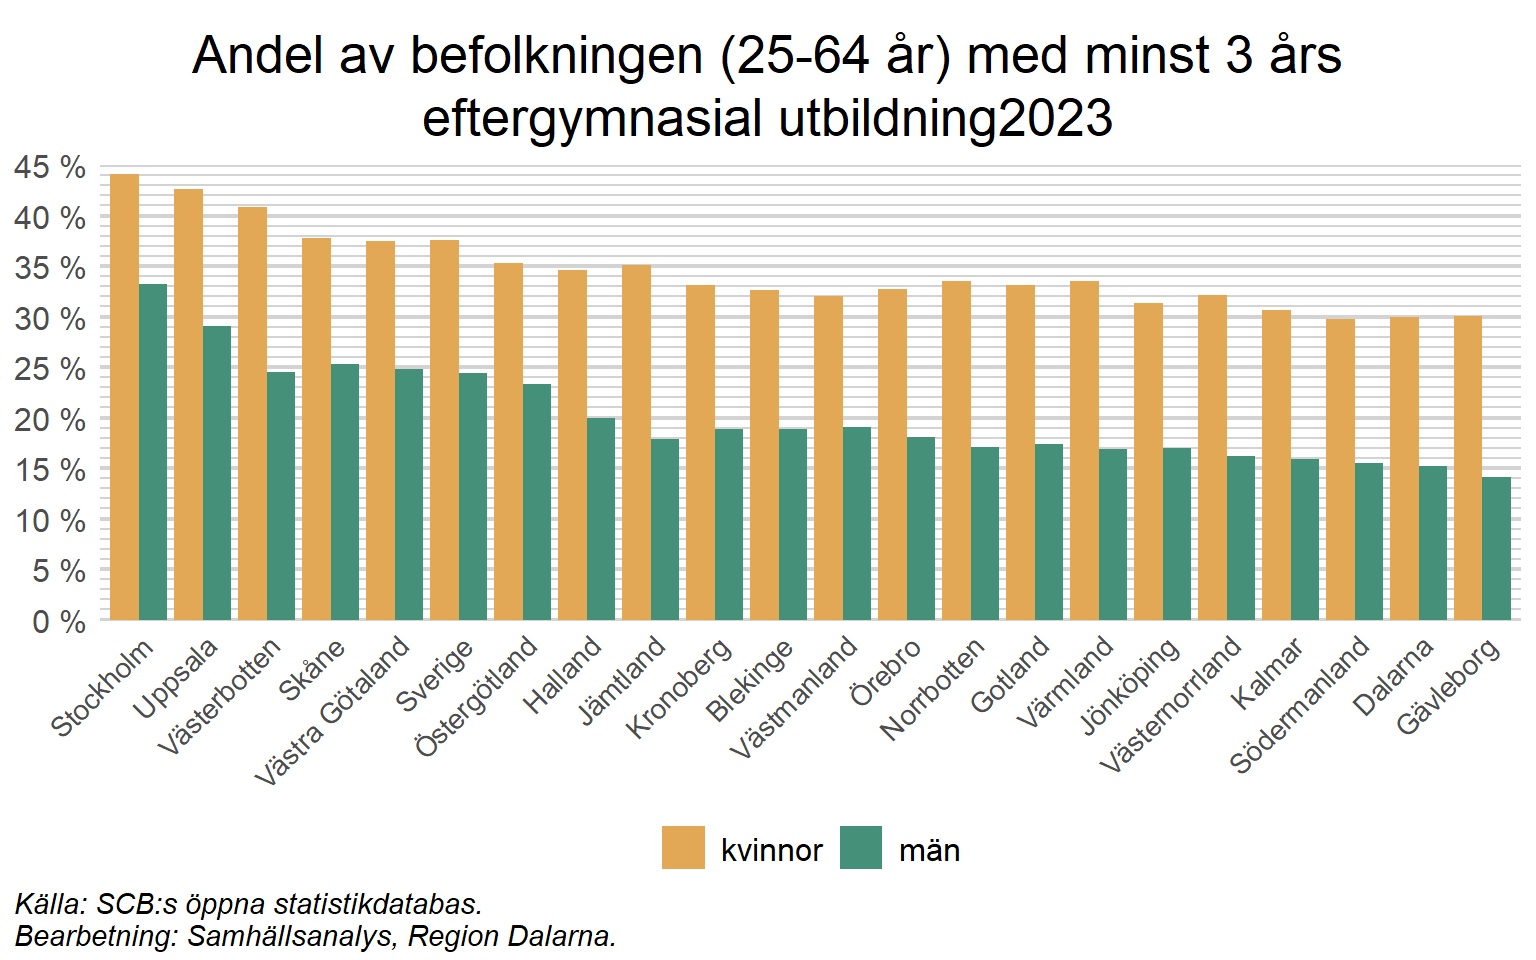 Andel av befolkningen (25-64 år) med minst 3 års
eftergymnasial utbildning2023
45 %
40 %
35 %
30 %
25 %
20 %
15 %
10 %
5 %
0 %
Stockholm
Uppsala
Västerbotten
Skåne
Västra Götaland
Sverige
Östergötland
Halland
Jämtland
Kronoberg
Blekinge
Västmanland
Örebro
Norrbotten
Gotland
Värmland
Jönköping
Västernorrland
Kalmar
Södermanland
Dalarna
Gävleborg
kvinnor
män
Källa: SCB:s öppna statistikdatabas.
Bearbetning: Samhällsanalys, Region Dalarna.